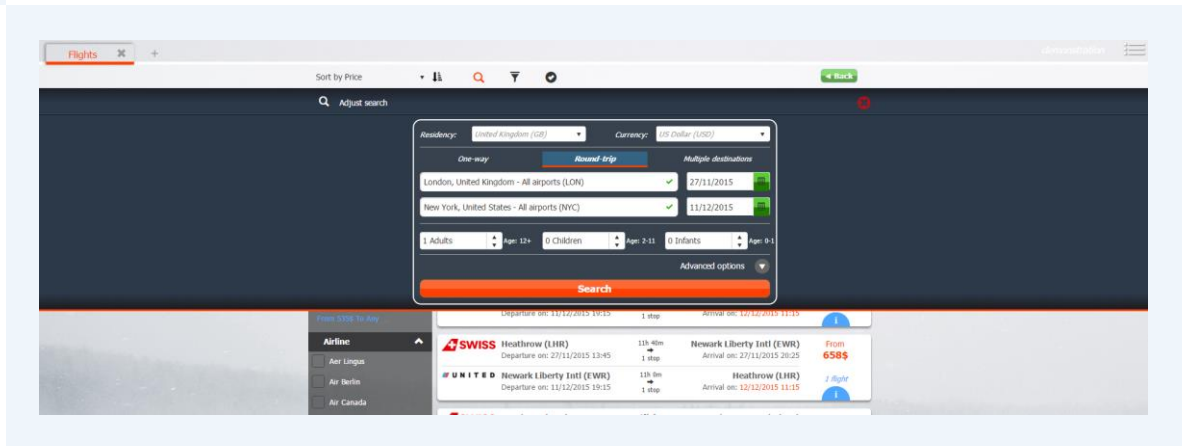 Flights
+
demonstration
Sort by Price
Back
Adjust search
Residency: United Kingdom (GB) Currency: US Dollar (USD)
One-way Round-trip Multiple destinations
London, United Kingdom - All airports (LON) 27/11/2015
New York, United States - All airports (NYC) 11/12/2015
1 Adults Age: 12+ 0 Children Age: 2-11 0 Infants Age: 0-1
Advanced options
Search
From 535$ To Any
Departure on: 11/12/2015 19:15 1 stop Arrival on: 12/12/2015 11:15
i
Airline
Aer Lingus
Air Berlin
Air Canada
SWISS Heathrow (LHR) 11h 40m Newark Liberty Intl (EWR) From
Departure on: 27/11/2015 13:45 1 stop Arrival on: 27/11/2015 20:25 658$
UNITED Newark Liberty Intl (EWR) 11h 0m Heathrow (LHR) 1 flight
Departure on: 11/12/2015 19:15 1 stop Arrival on: 12/12/2015 11:15
i